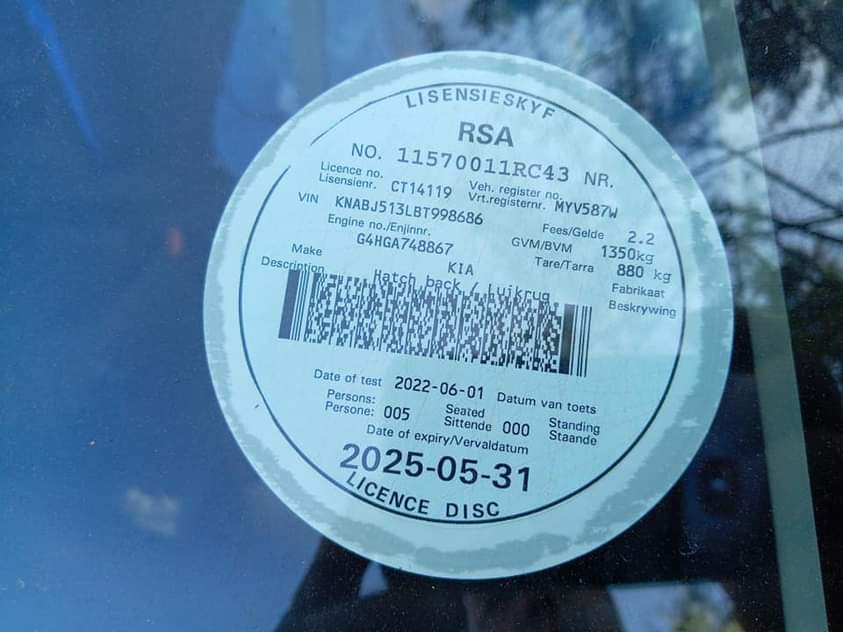 LISENSIESKYF
RSA
NO. 11570011RC43 NR.
Licence no. Lisensienr. CT14119 Veh. register no. Vrt.registernr. MYV587W
VIN KNABJ513LBT998686
Engine no./Enjinnr. Fees/Gelde 2.2
G4HGA748867 GVM/BVM 1350kg
Tare/Tarra 880 kg
Make KIA Fabrikaat
Description Hatch back / Luikrug Beskrywing
Date of test 2022-06-01 Datum van toets
Persons: Persone: 005 Seated Sittende 000 Standing Staande
Date of expiry/Vervaldatum
2025-05-31
LICENCE DISC